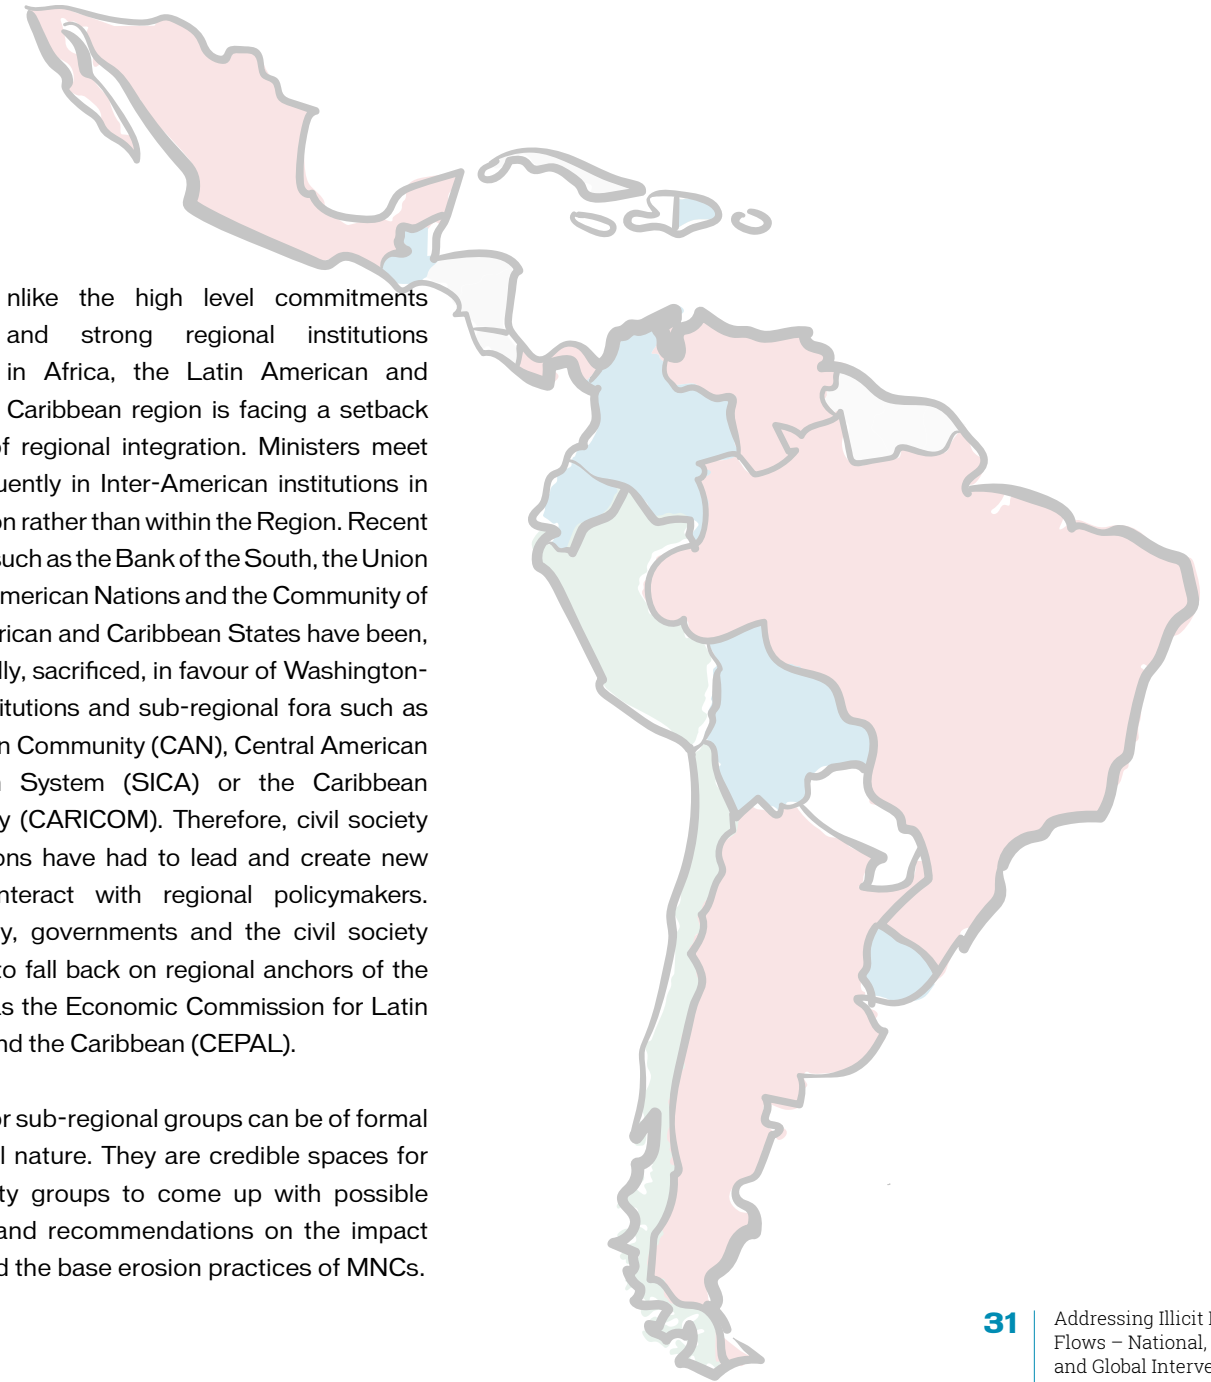 nlike the high level commitments
and strong regional institutions
in Africa, the Latin American and
Caribbean region is facing a setback
of regional integration. Ministers meet
uently in Inter-American institutions in
on rather than within the Region. Recent
such as the Bank of the South, the Union
merican Nations and the Community of
rican and Caribbean States have been,
lly, sacrificed, in favour of Washington-
titutions and sub-regional fora such as
n Community (CAN), Central American
System (SICA) or the Caribbean
y (CARICOM). Therefore, civil society
ons have had to lead and create new
nteract with regional policymakers.
y, governments and the civil society
to fall back on regional anchors of the
as the Economic Commission for Latin
nd the Caribbean (CEPAL).
or sub-regional groups can be of formal
l nature. They are credible spaces for
ty groups to come up with possible
and recommendations on the impact
d the base erosion practices of MNCs.
31
Addressing Illicit
Flows – National,
and Global Interve